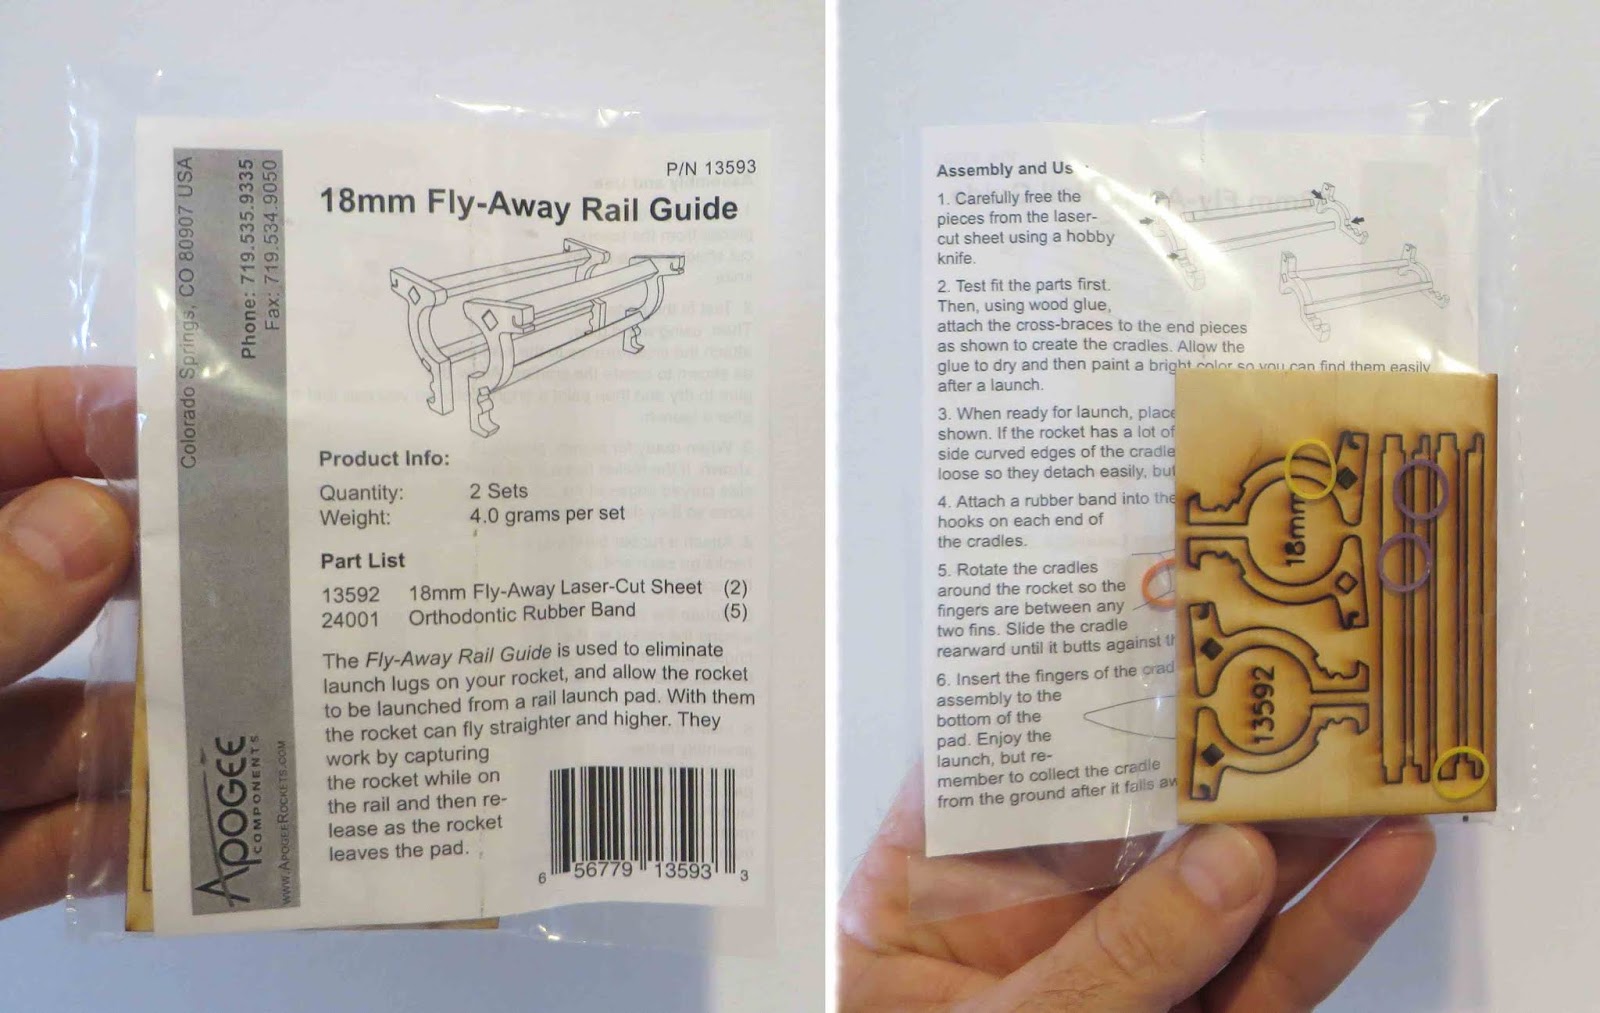 P/N 13593
18mm Fly-Away Rail Guide
Colorado Springs, CO 80907 USA
Phone: 719.535.9335
Fax: 719.534.9050
APOGEE
COMPONENTS
www.ApogeeRockets.com
Product Info:
Quantity: 2 Sets
Weight: 4.0 grams per set
Part List
13592 18mm Fly-Away Laser-Cut Sheet (2)
24001 Orthodontic Rubber Band (5)
The Fly-Away Rail Guide is used to eliminate
launch lugs on your rocket, and allow the rocket
to be launched from a rail launch pad. With them
the rocket can fly straighter and higher. They
work by capturing
the rocket while on
the rail and then re-
lease as the rocket
leaves the pad.
6 56779 13593 3
Assembly and Us
1. Carefully free the
pieces from the laser-
cut sheet using a hobby
knife.
2. Test fit the parts first.
Then, using wood glue,
attach the cross-braces to the end pieces
as shown to create the cradles. Allow the
glue to dry and then paint a bright color so you can find them easily
after a launch.
3. When ready for launch, place
shown. If the rocket has a lot of
side curved edges of the cradle
loose so they detach easily, but
4. Attach a rubber band into the
hooks on each end of
the cradles.
5. Rotate the cradles
around the rocket so the
fingers are between any
two fins. Slide the cradle
rearward until it butts against th
6. Insert the fingers of the crad
assembly to the
bottom of the
pad. Enjoy the
launch, but re-
member to collect the cradle
from the ground after it falls aw
18mm
13592